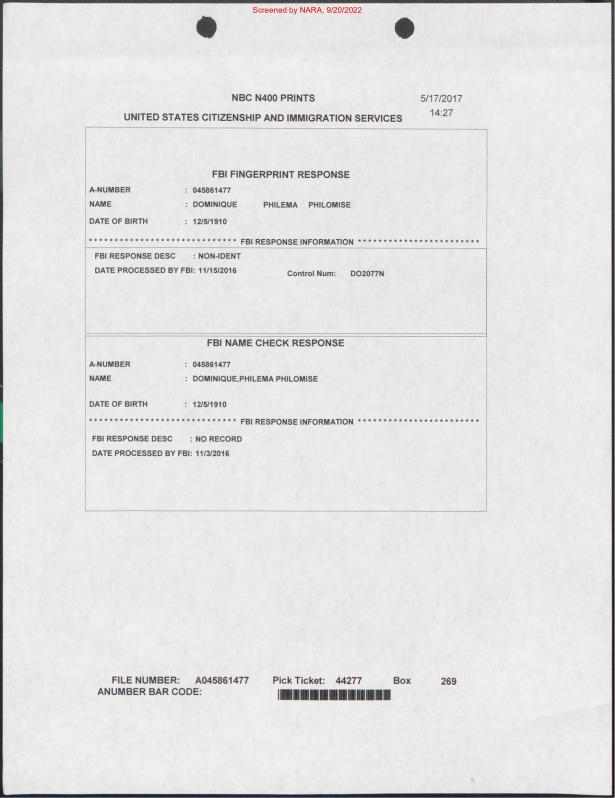 Screened by NARA, 9/20/2022
NBC N400 PRINTS 5/17/2017
UNITED STATES CITIZENSHIP AND IMMIGRATION SERVICES 14:27
FBI FINGERPRINT RESPONSE
A-NUMBER : 045861477
NAME : DOMINIQUE PHILEMA PHILOMISE
DATE OF BIRTH : 12/5/1910
**************************** FBI RESPONSE INFORMATION ***********************
FBI RESPONSE DESC : NON-IDENT
DATE PROCESSED BY FBI: 11/15/2016 Control Num: DO2077N
FBI NAME CHECK RESPONSE
A-NUMBER : 045861477
NAME : DOMINIQUE,PHILEMA PHILOMISE
DATE OF BIRTH : 12/5/1910
**************************** FBI RESPONSE INFORMATION ***********************
FBI RESPONSE DESC : NO RECORD
DATE PROCESSED BY FBI: 11/3/2016
FILE NUMBER: A045861477 Pick Ticket: 44277 Box 269
ANUMBER BAR CODE: